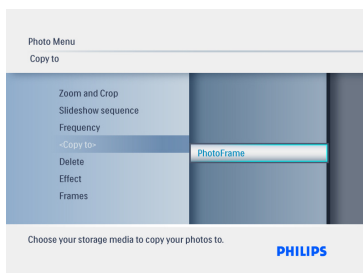 Photo Menu
Copy to
Zoom and Crop
Slideshow sequence
Frequency
<Copy to>
PhotoFrame
Delete
Effect
Frames
Choose your storage media to copy your photos to.
PHILIPS